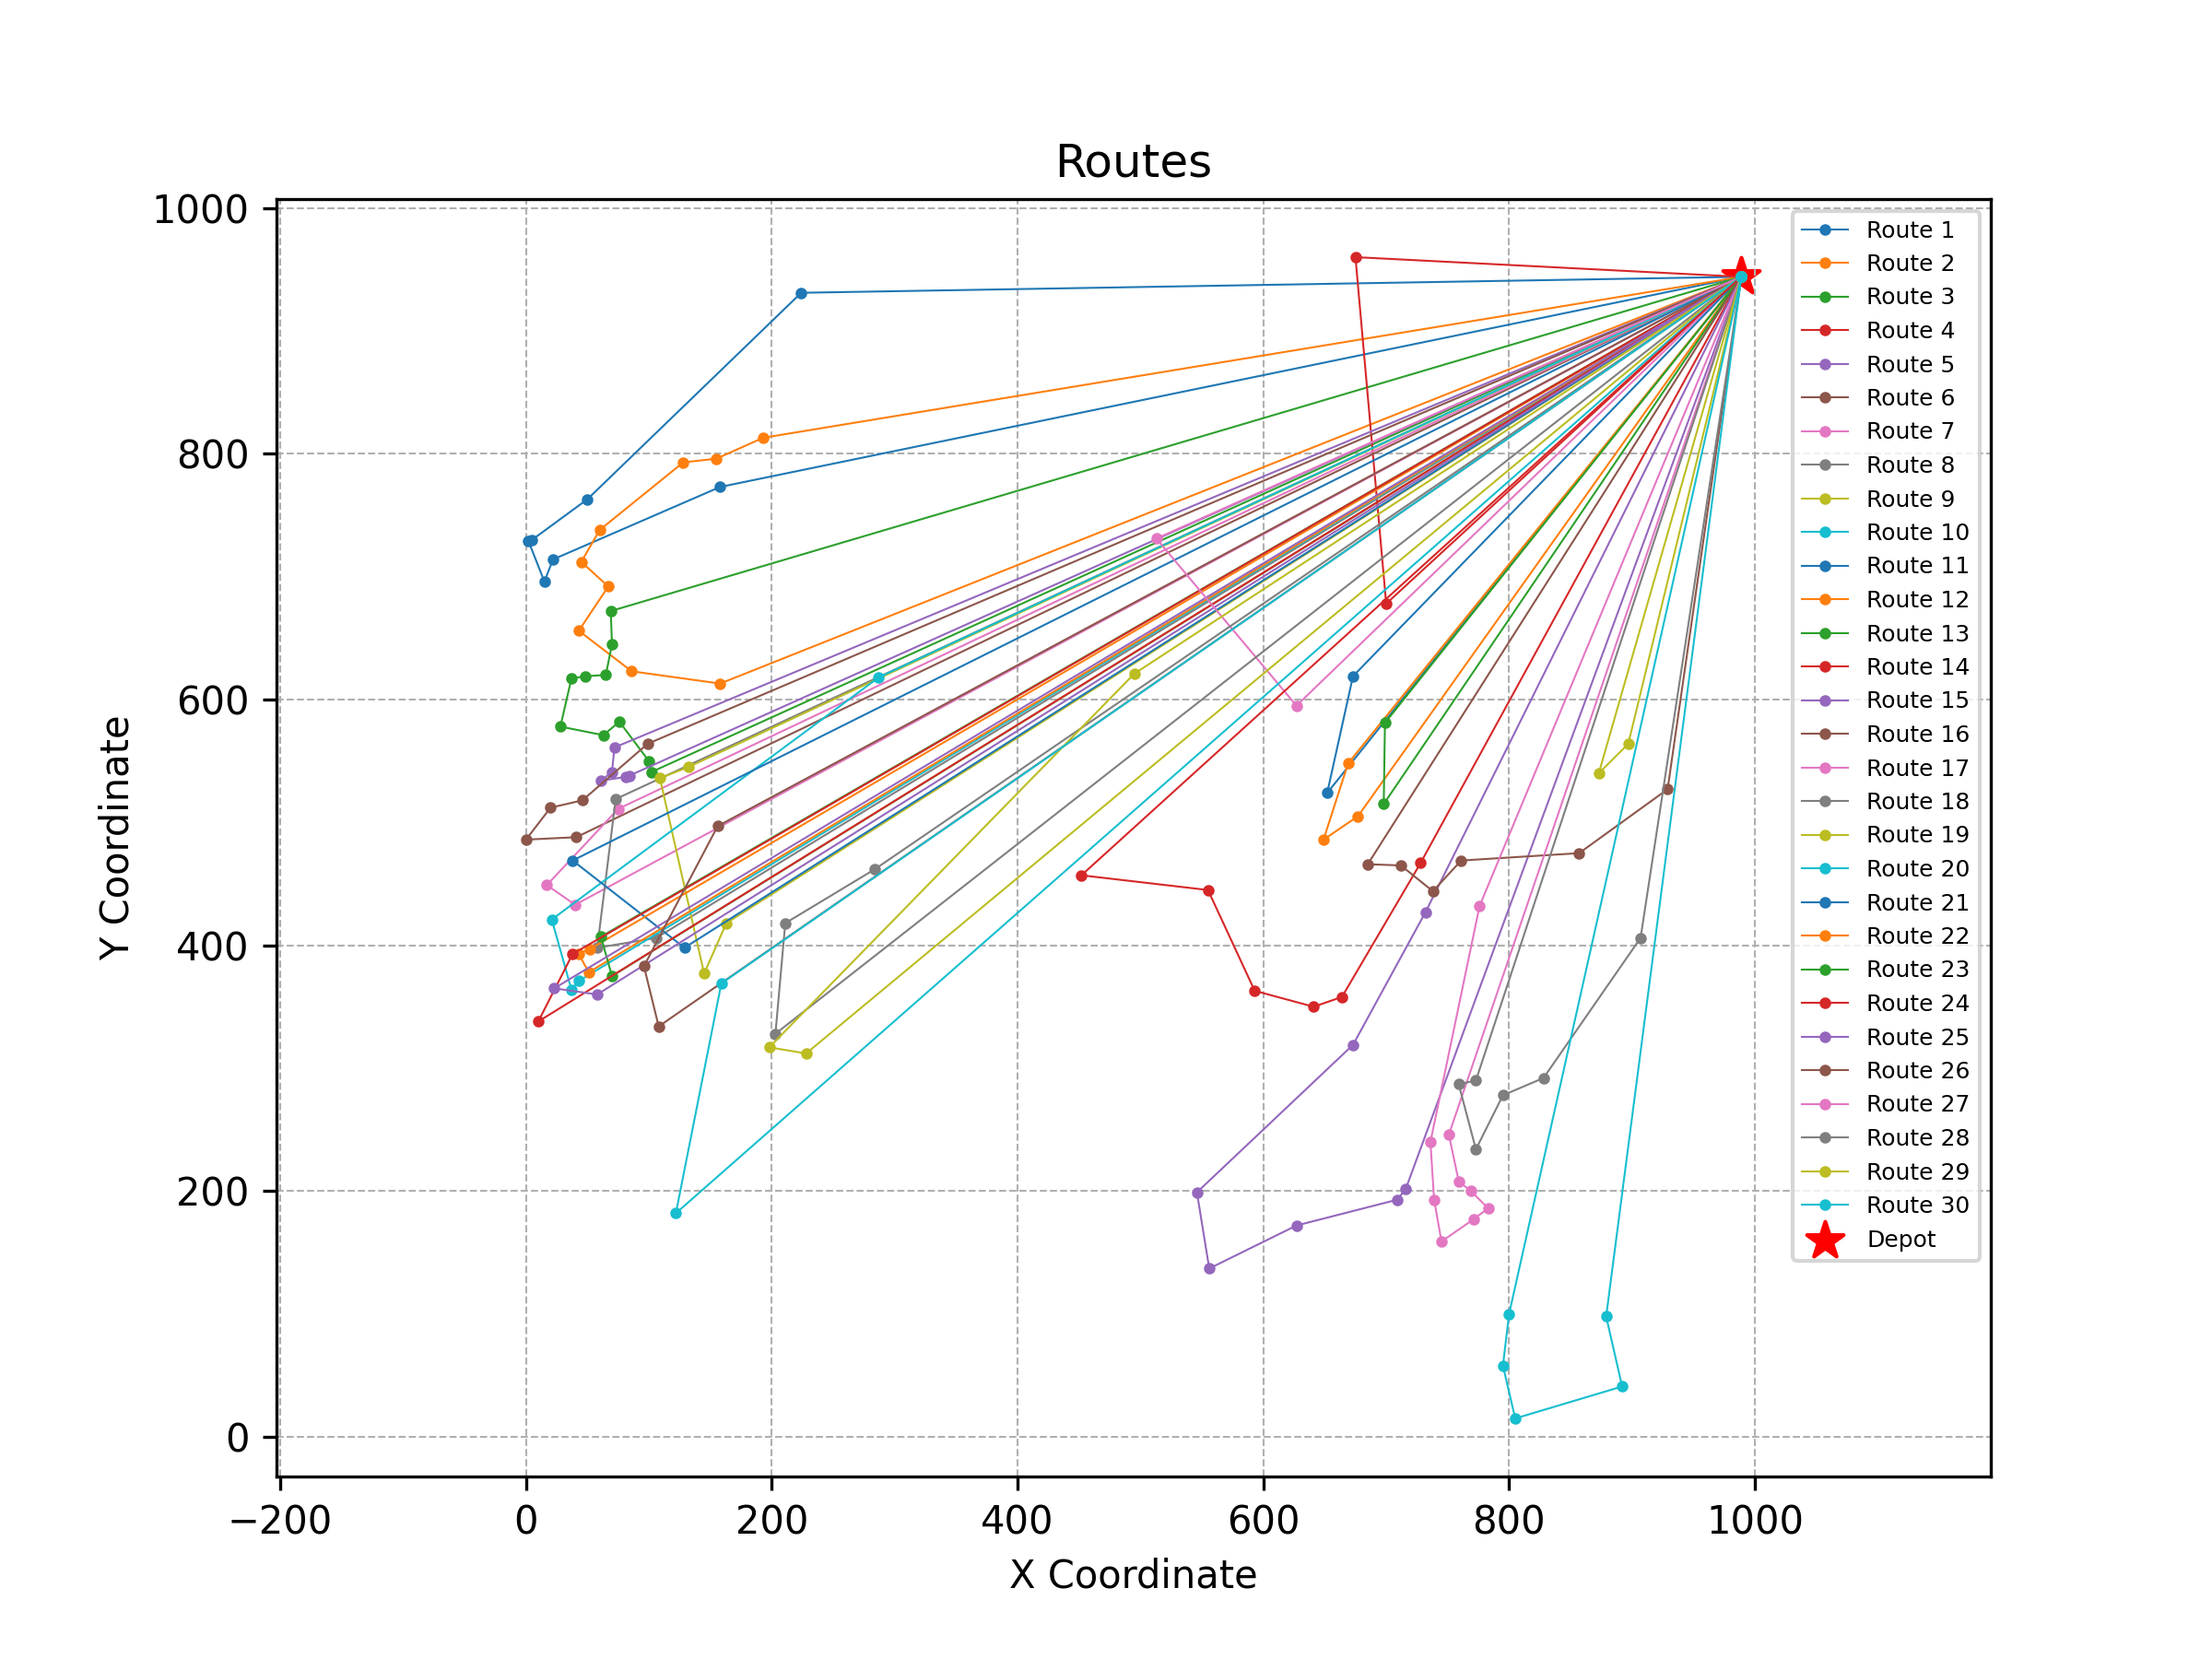 Routes
1000
800
600
400
200
0
Y Coordinate
−200
0
200
400
600
800
1000
X Coordinate
Route 1
Route 2
Route 3
Route 4
Route 5
Route 6
Route 7
Route 8
Route 9
Route 10
Route 11
Route 12
Route 13
Route 14
Route 15
Route 16
Route 17
Route 18
Route 19
Route 20
Route 21
Route 22
Route 23
Route 24
Route 25
Route 26
Route 27
Route 28
Route 29
Route 30
Depot